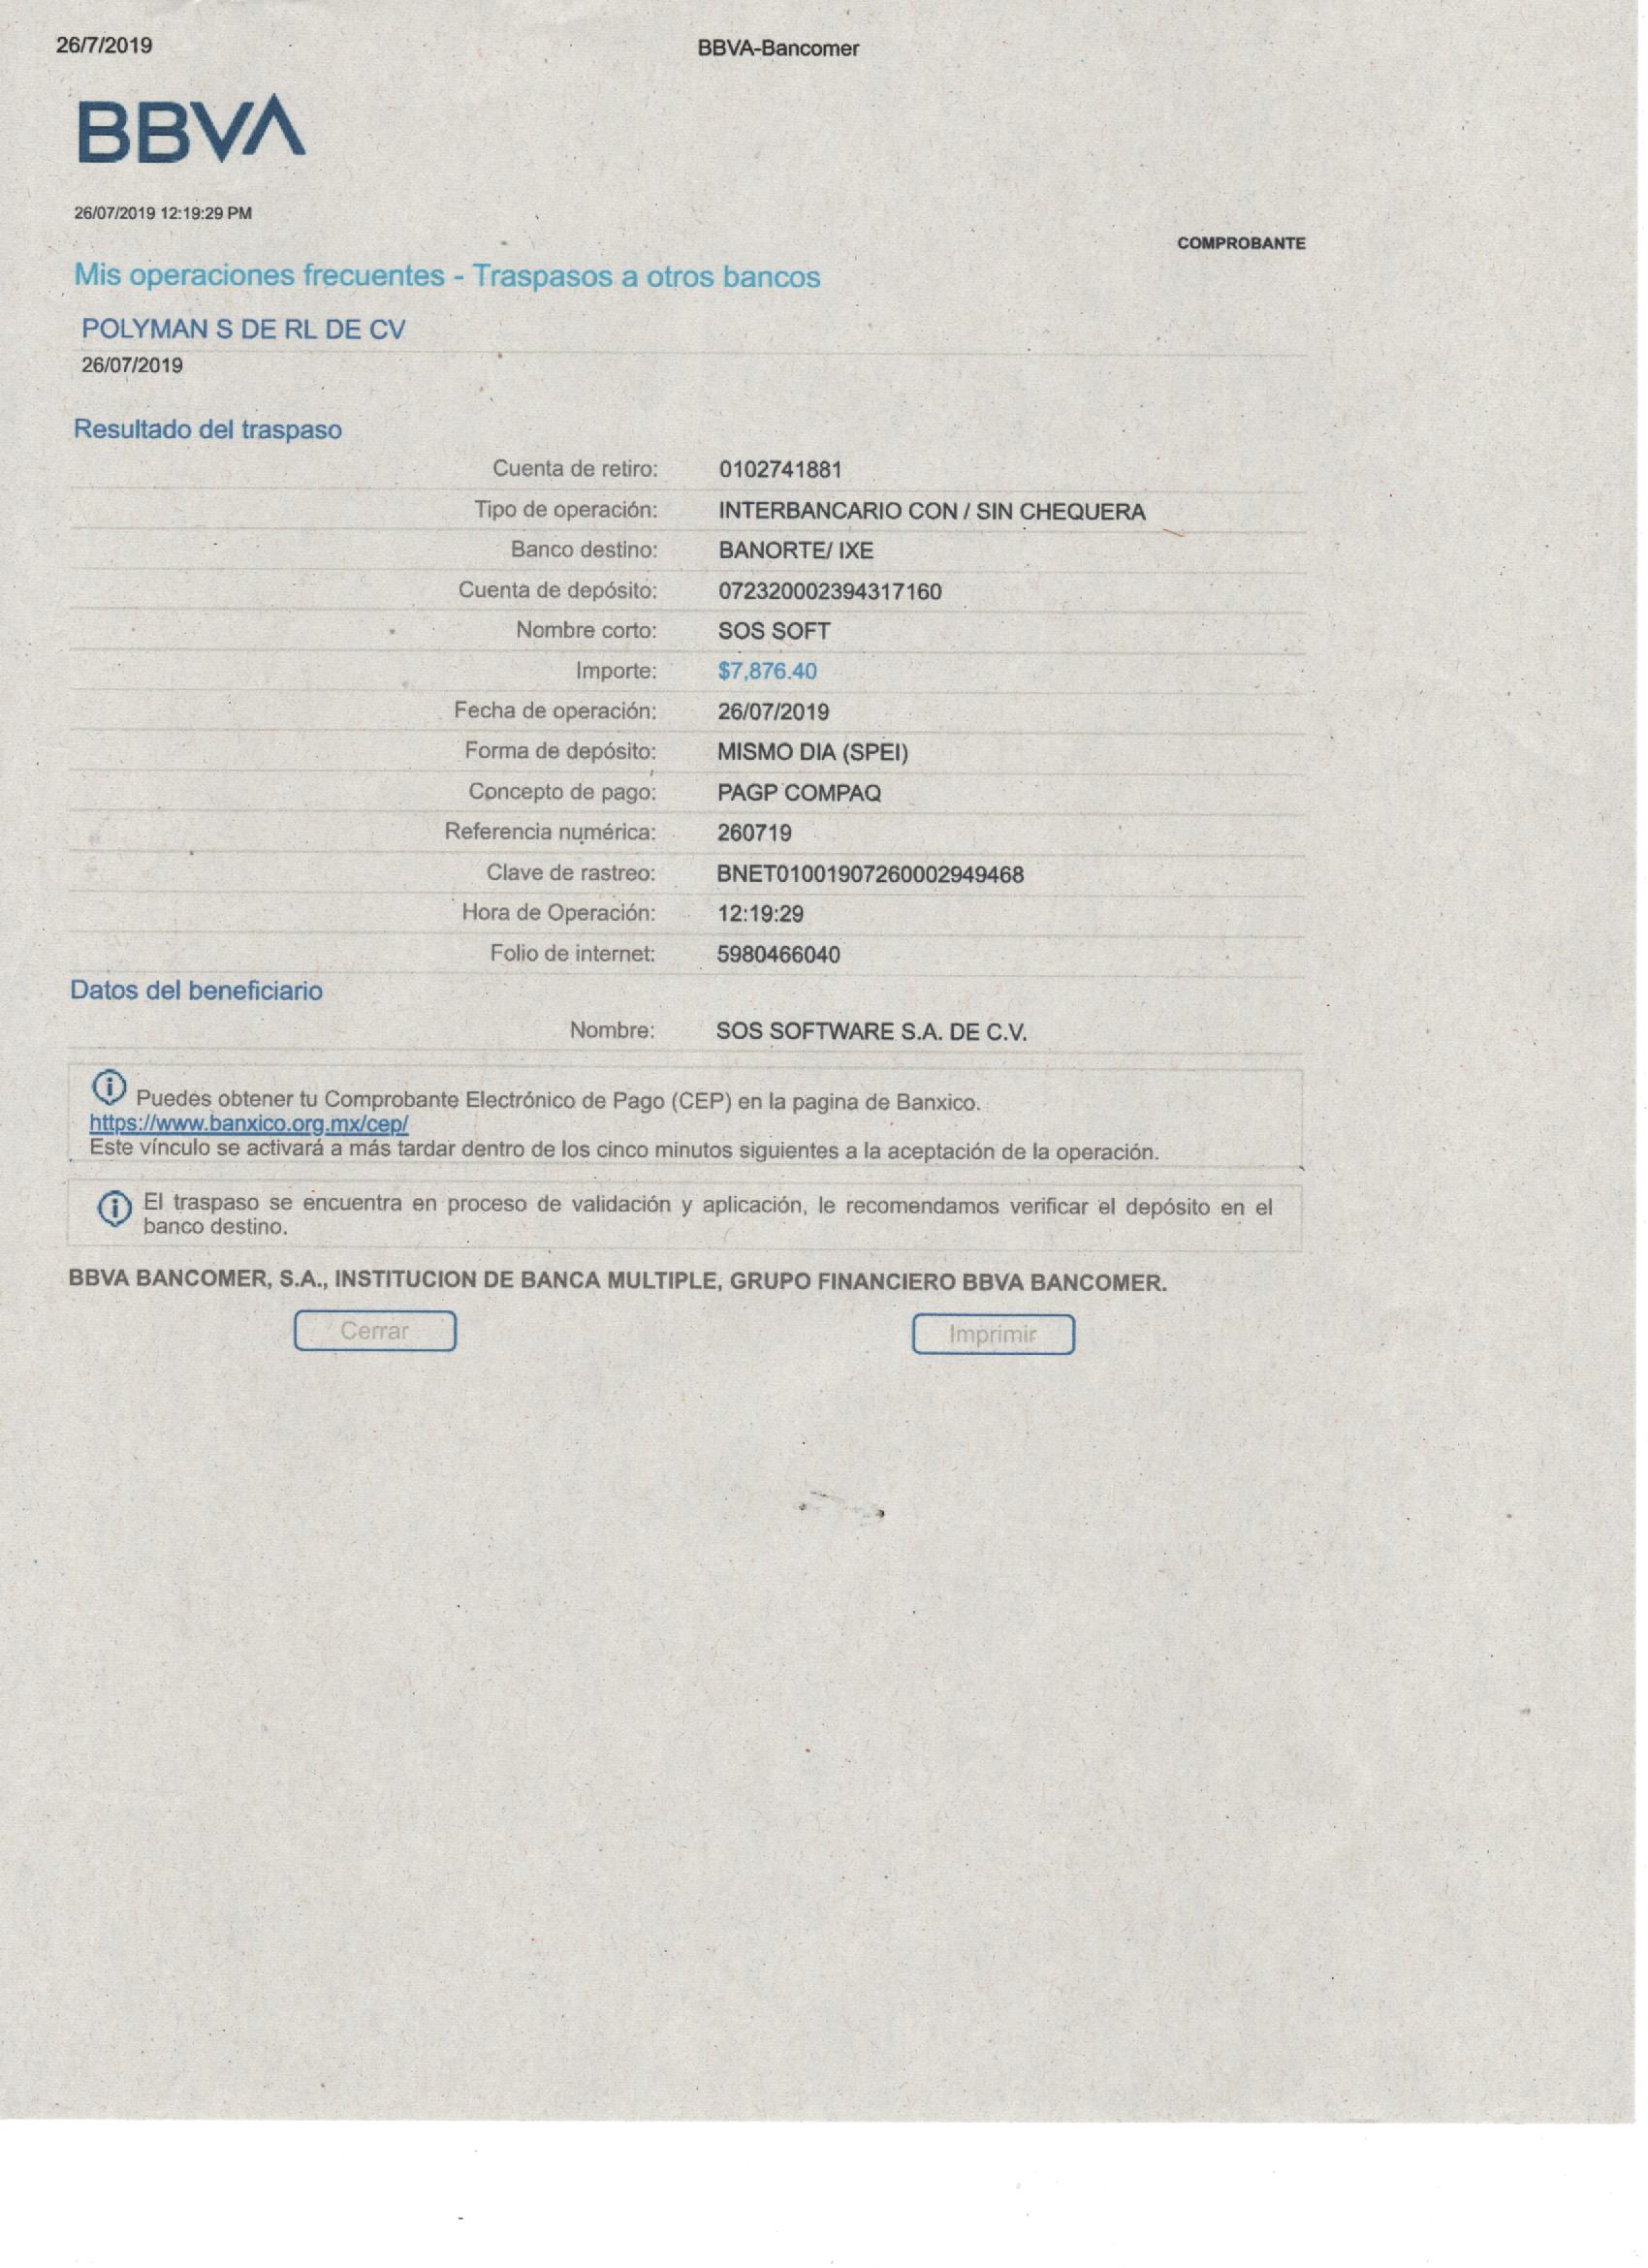 26/7/2019 BBVA-Bancomer
BBVA
26/07/2019 12:19:29 PM
COMPROBANTE
Mis operaciones frecuentes - Traspasos a otros bancos
POLYMAN S DE RL DE CV
26/07/2019
Resultado del traspaso
Cuenta de retiro: 0102741881
Tipo de operación: INTERBANCARIO CON / SIN CHEQUERA
Banco destino: BANORTE/ IXE
Cuenta de depósito: 072320002394317160
Nombre corto: SOS SOFT
Importe: $7,876.40
Fecha de operación: 26/07/2019
Forma de depósito: MISMO DIA (SPEI)
Concepto de pago: PAGP COMPAQ
Referencia numérica: 260719
Clave de rastreo: BNET01001907260002949468
Hora de Operación: 12:19:29
Folio de internet: 5980466040
Datos del beneficiario
Nombre: SOS SOFTWARE S.A. DE C.V.
Puedes obtener tu Comprobante Electrónico de Pago (CEP) en la pagina de Banxico.
https://www.banxico.org.mx/cep/
Este vínculo se activará a más tardar dentro de los cinco minutos siguientes a la aceptación de la operación.
El traspaso se encuentra en proceso de validación y aplicación, le recomendamos verificar el depósito en el
banco destino.
BBVA BANCOMER, S.A., INSTITUCION DE BANCA MULTIPLE, GRUPO FINANCIERO BBVA BANCOMER.
Cerrar Imprimir